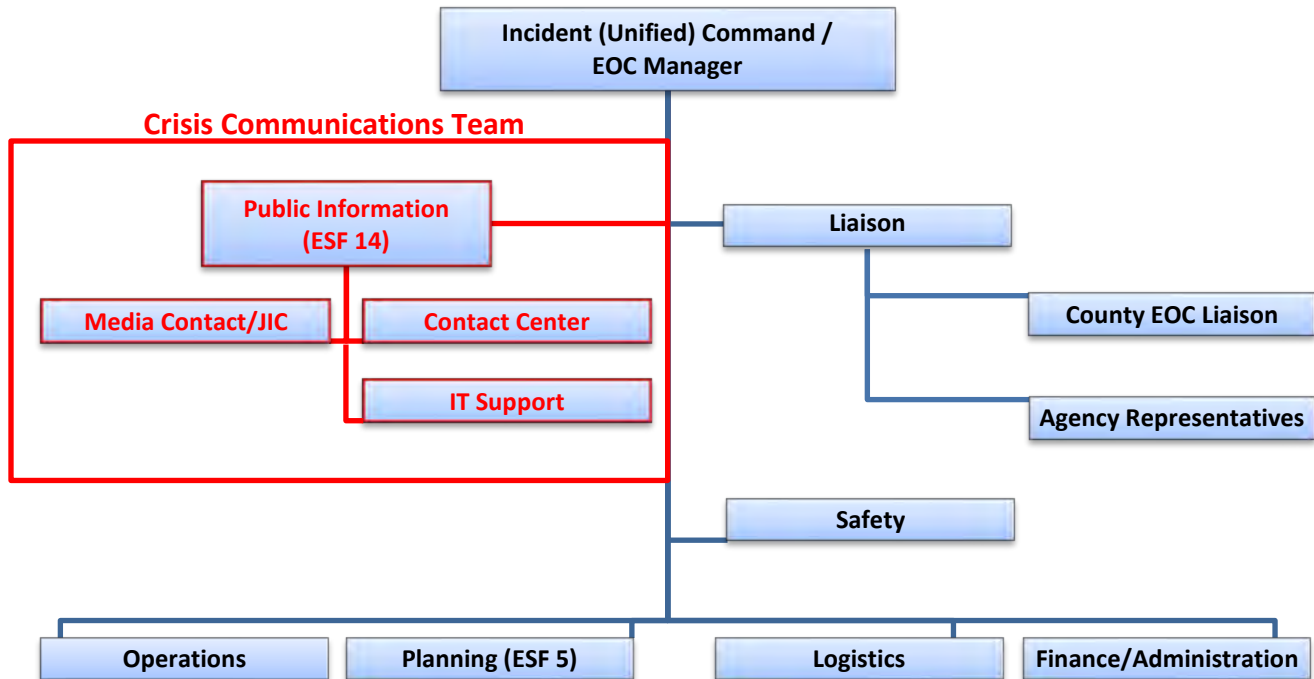 Incident (Unified) Command /
EOC Manager
Crisis Communications Team
Public Information
(ESF 14)
Liaison
Media Contact/JIC
Contact Center
County EOC Liaison
IT Support
Agency Representatives
Safety
Operations
Planning (ESF 5)
Logistics
Finance/Administration